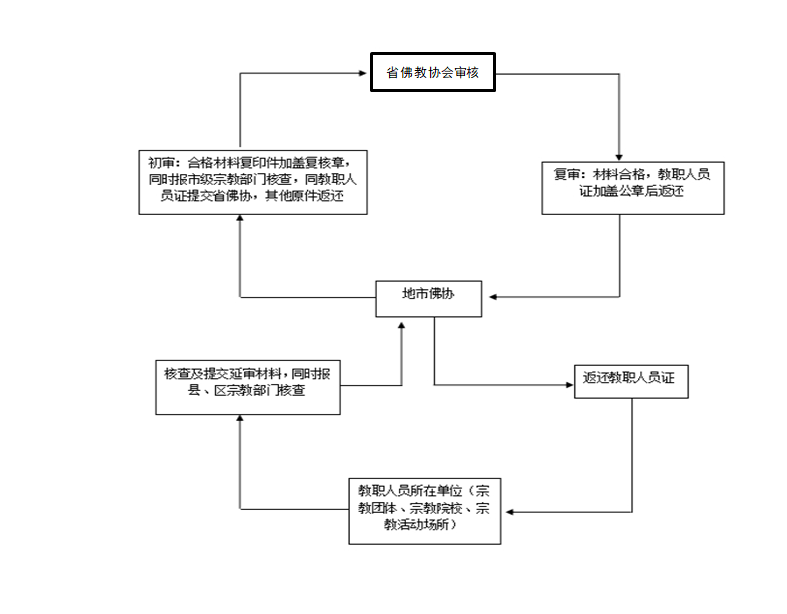 省佛教协会审核
初审：合格材料复印件加盖复核章，
同时报市级宗教部门核查，同教职人
员证提交省佛协，其他原件返还
复审：材料合格，教职人员
证加盖公章后返还
地市佛协
核查及提交延审材料，同时报
县、区宗教部门核查
返还教职人员证
教职人员所在单位（宗
教团体、宗教院校、宗
教活动场所）